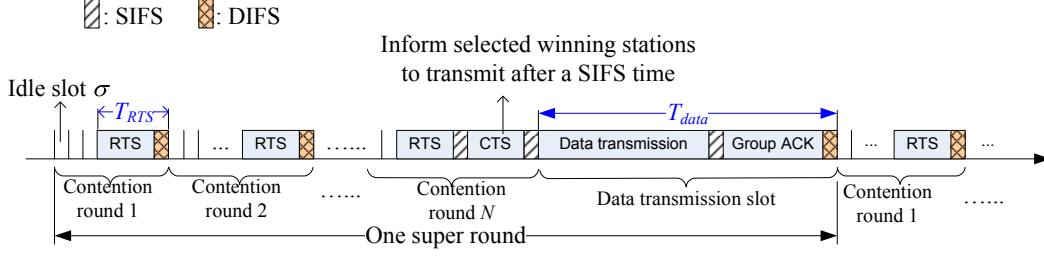 : SIFS : DIFS
Inform selected winning stations
to transmit after a SIFS time
Idle slot σ
T_RTS
T_data
RTS ... RTS ...... RTS CTS Data transmission Group ACK ... RTS ...
Contention
round 1
Contention
round 2
......
Contention
round N
Data transmission slot
Contention
round 1
......
One super round